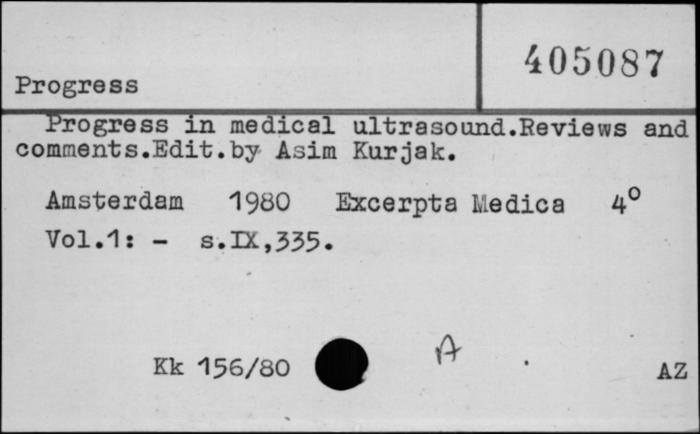 405087
Progress
Progress in medical ultrasound.Reviews and
comments.Edit.by Asim Kurjak.
Amsterdam 1980 Excerpta Medica 4°
Vol.1: - s.IX,335.
Kk 156/80 A AZ